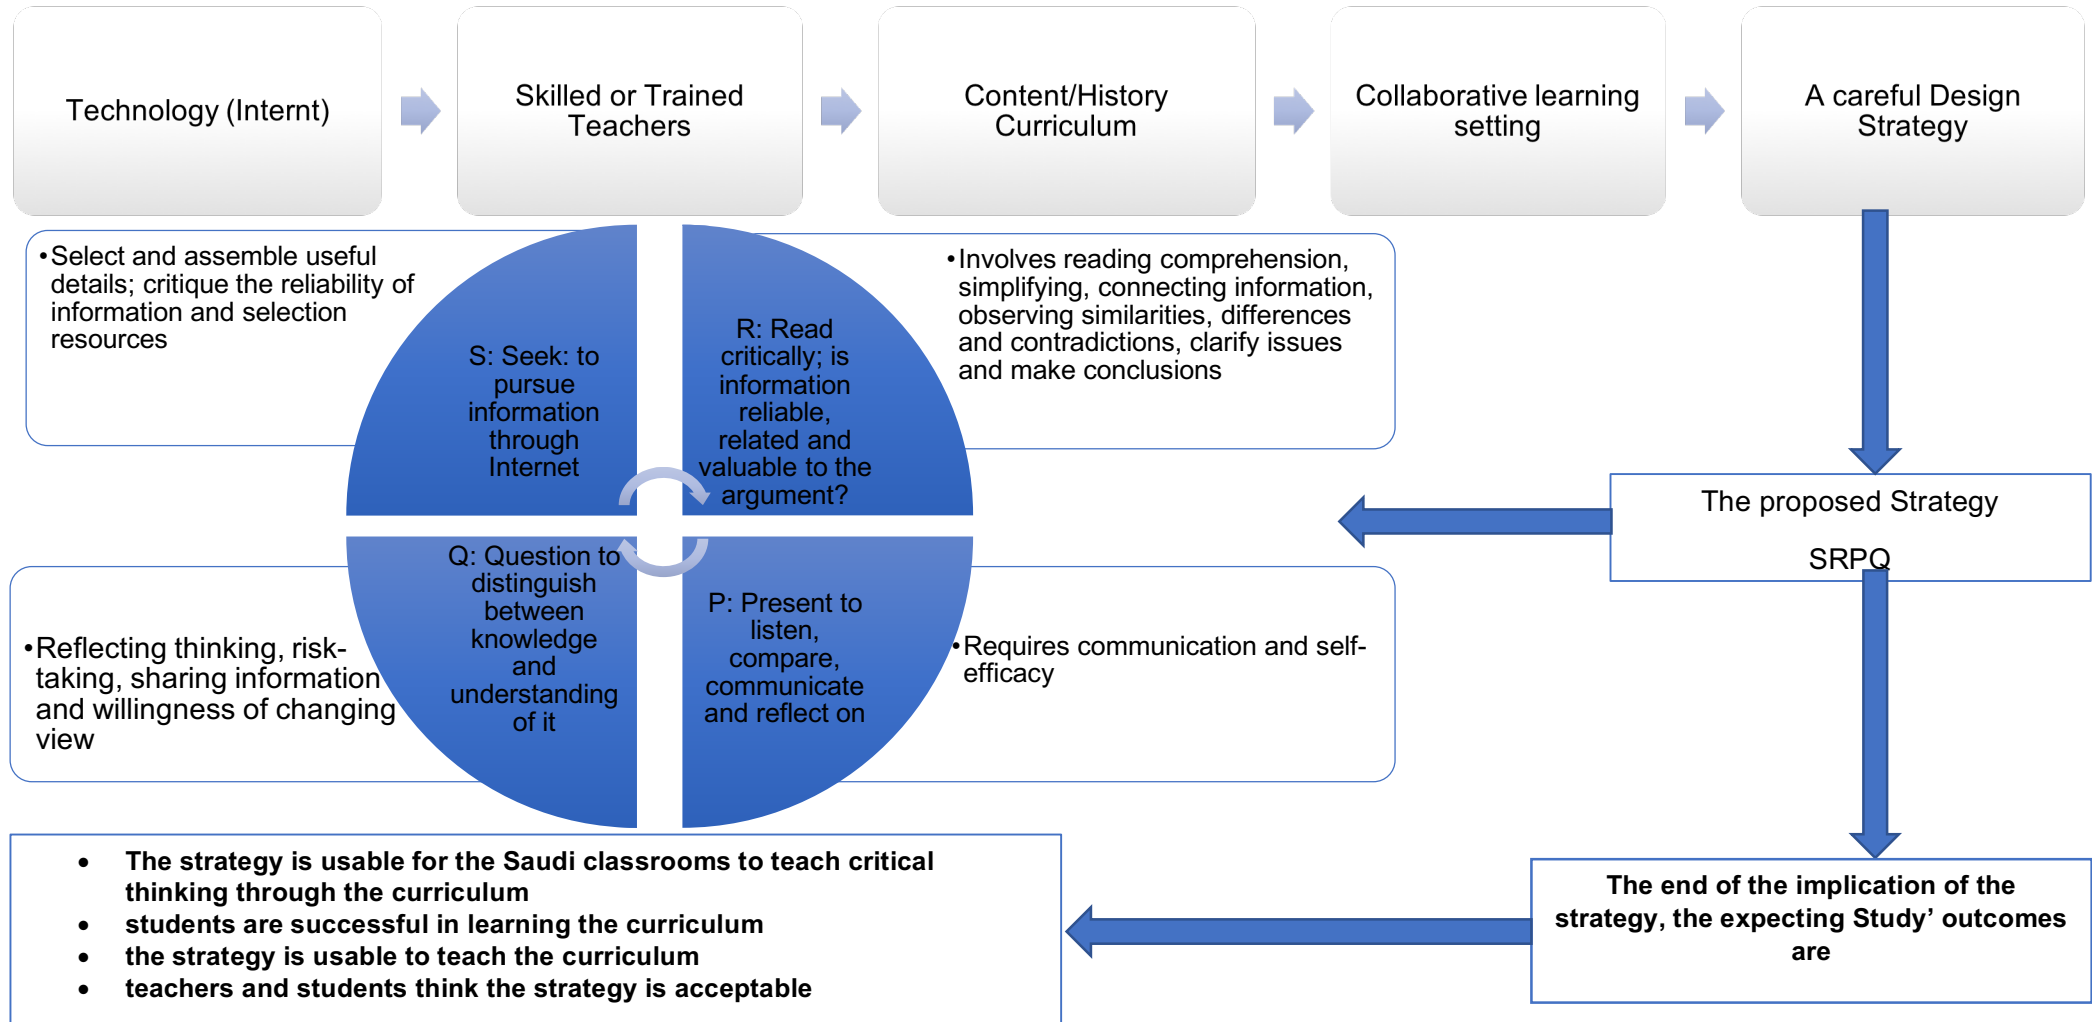 Technology (Internt)
Skilled or Trained
Teachers
Content/History
Curriculum
Collaborative learning
setting
A careful Design
Strategy
•Select and assemble useful
details; critique the reliability of
information and selection
resources
S: Seek: to
pursue
information
through
Internet
R: Read
critically; is
information
reliable,
related and
valuable to the
argument?
•Involves reading comprehension,
simplifying, connecting information,
observing similarities, differences
and contradictions, clarify issues
and make conclusions
The proposed Strategy
SRPQ
•Reflecting thinking, risk-
taking, sharing information
and willingness of changing
view
Q: Question to
distinguish
between
knowledge
and
understanding
of it
P: Present to
listen,
compare,
communicate
and reflect on
•Requires communication and self-
efficacy
• The strategy is usable for the Saudi classrooms to teach critical
thinking through the curriculum
• students are successful in learning the curriculum
• the strategy is usable to teach the curriculum
• teachers and students think the strategy is acceptable
The end of the implication of the
strategy, the expecting Study' outcomes
are